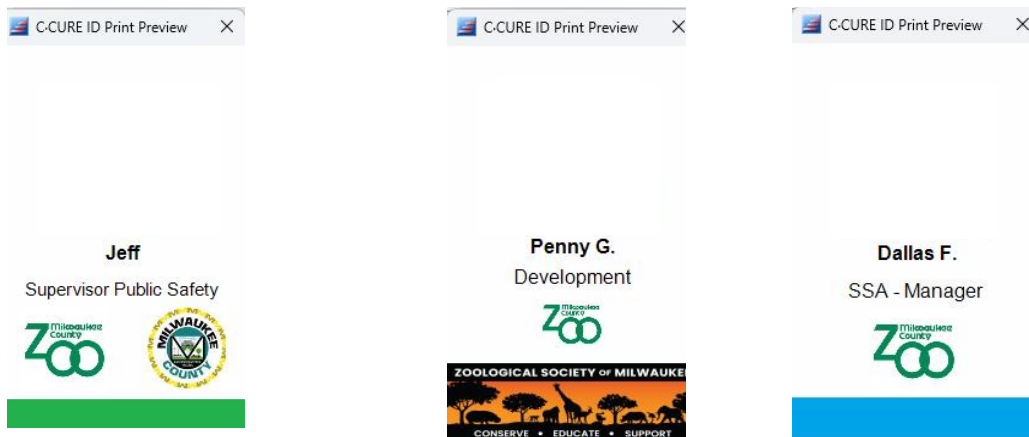 C•CURE ID Print Preview
Jeff
Supervisor Public Safety
Milwaukee
County
Zoo
MILWAUKEE
COUNTY
C•CURE ID Print Preview
Penny G.
Development
Milwaukee
County
Zoo
ZOOLOGICAL SOCIETY OF MILWAUKEE
CONSERVE • EDUCATE • SUPPORT
C•CURE ID Print Preview
Dallas F.
SSA - Manager
Milwaukee
County
Zoo